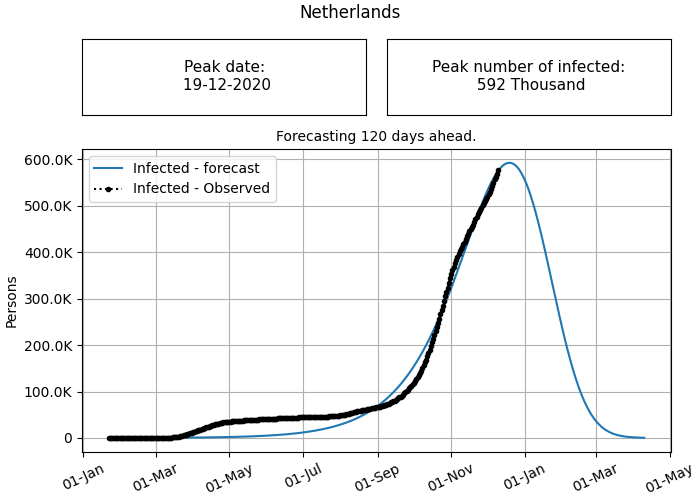 Netherlands
Peak date:
19-12-2020
Peak number of infected:
592 Thousand
Forecasting 120 days ahead.
Infected - forecast
Infected - Observed
Persons
600.0K
500.0K
400.0K
300.0K
200.0K
100.0K
0
01-Jan
01-Mar
01-May
01-Jul
01-Sep
01-Nov
01-Jan
01-Mar
01-May